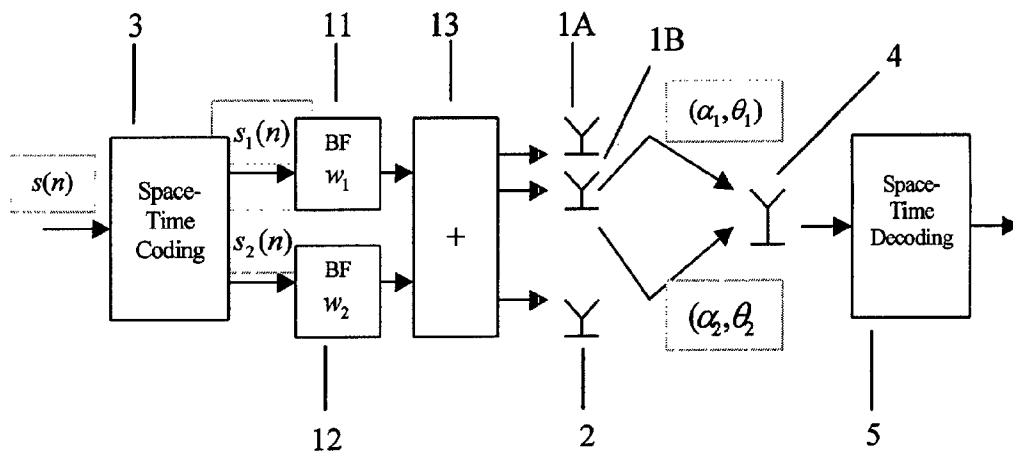 3
11
13
1A
1B
4
s(n)
Space-
Time
Coding
s₁(n)
s₂(n)
BF
w₁
BF
w₂
+
(α₁,θ₁)
(α₂,θ₂
Space-
Time
Decoding
12
2
5